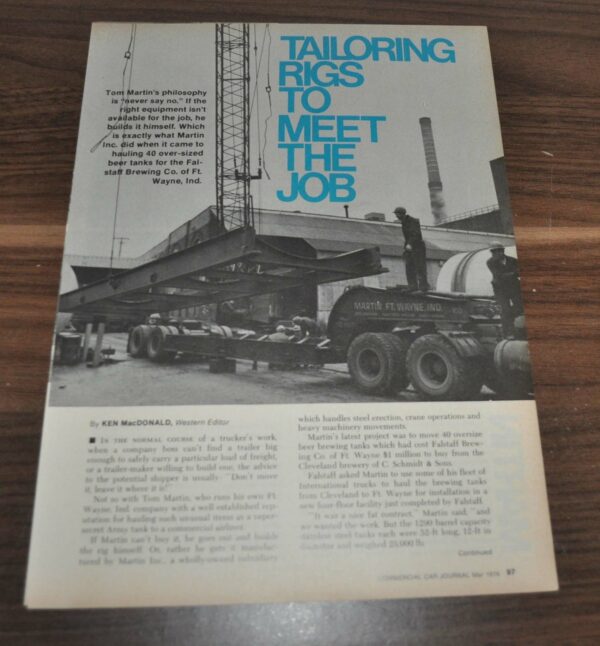 TAILORING
RIGS
TO
MEET
THE
JOB
Tom Martin's philosophy
is "never say no." If the
right equipment isn't
available for the job, he
builds it himself. Which
is exactly what Martin
Inc. did when it came to
hauling 40 over-sized
beer tanks for the Fal-
staff Brewing Co. of Ft.
Wayne, Ind.
MARTIN FT. WAYNE, IND.
By KEN MacDONALD, Western Editor
■ IN THE NORMAL COURSE of a trucker's work,
when a company boss can't find a trailer big
enough to safely carry a particular load of freight,
or a trailer-maker willing to build one, the advice
to the potential shipper is usually "Don't move
it; leave it where it is!"
Not so with Tom Martin, who runs his own Ft.
Wayne, Ind. company with a well established repu-
tation for hauling such unusual items as a super-
secret Army tank to a commercial airliner.
If Martin can't buy it, he goes out and builds
the rig himself. Or, rather he gets it manufac-
tured by Martin Inc., a wholly-owned subsidiary
which handles steel erection, crane operations and
heavy machinery movements.
Martin's latest project was to move 40 oversize
beer brewing tanks which had cost Falstaff Brew-
ing Co. of Ft. Wayne $1 million to buy from the
Cleveland brewery of C. Schmidt & Sons.
Falstaff asked Martin to use some of his fleet of
International trucks to haul the brewing tanks
from Cleveland to Ft. Wayne for installation in a
new four-floor facility just completed by Falstaff.
"It was a nice fat contract," Martin said, "and
we wanted the work. But the 1290 barrel capacity
stainless steel tanks each were 55-ft long, 12-ft in
diameter and weighed 25,000 lbs.
Continued
COMMERCIAL CAR JOURNAL Mar 1974 97